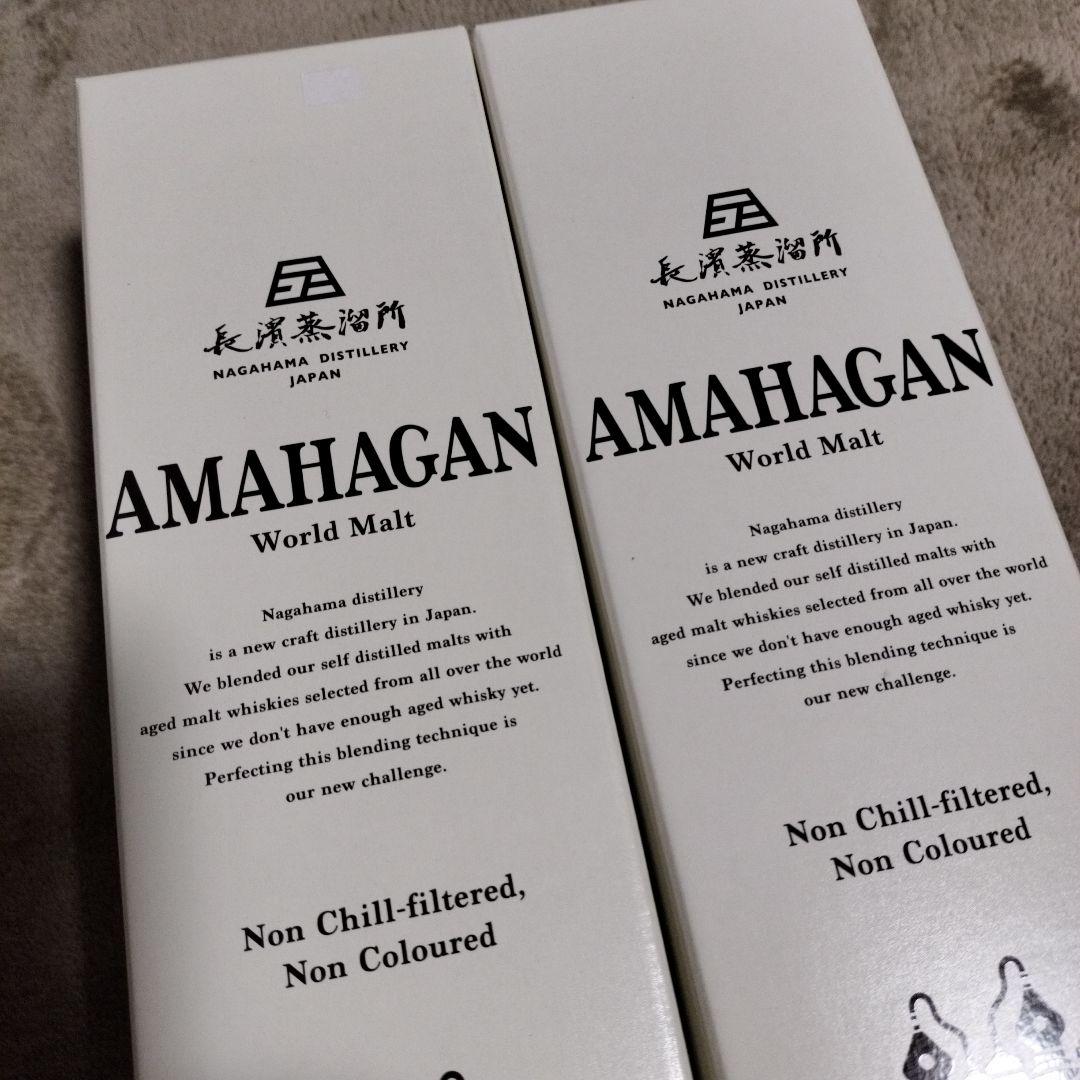 長濱蒸溜所
NAGAHAMA DISTILLERY
JAPAN
AMAHAGAN
World Malt
Nagahama distillery
is a new craft distillery in Japan.
We blended our self distilled malts with
aged malt whiskies selected from all over the world
since we don't have enough aged whisky yet.
Perfecting this blending technique is
our new challenge.
Non Chill-filtered,
Non Coloured
長濱蒸溜所
NAGAHAMA DISTILLERY
JAPAN
AMAHAGAN
World Malt
Nagahama distillery
is a new craft distillery in Japan.
We blended our self distilled malts with
aged malt whiskies selected from all over the world
since we don't have enough aged whisky yet.
Perfecting this blending technique is
our new challenge.
Non Chill-filtered,
Non Coloured